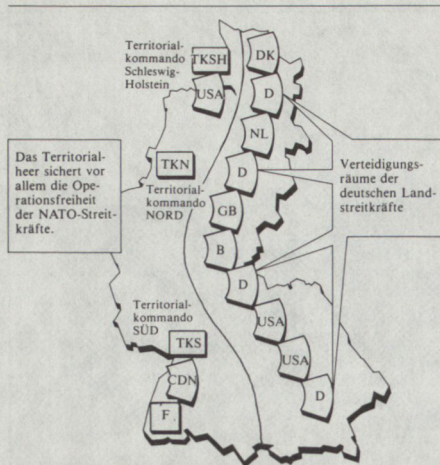 Territorial-
kommando
Schleswig-
Holstein
TKSH
USA
DK
D
NL
Das Territorial-
heer sichert vor
allem die Ope-
rationsfreiheit
der NATO-Streit-
kräfte.
TKN
Territorial-
kommando
NORD
D
Verteidigungs-
räume der
deutschen Land-
streitkräfte
GB
B
D
USA
Territorial-
kommando
SÜD
TKS
USA
CDN
D
F